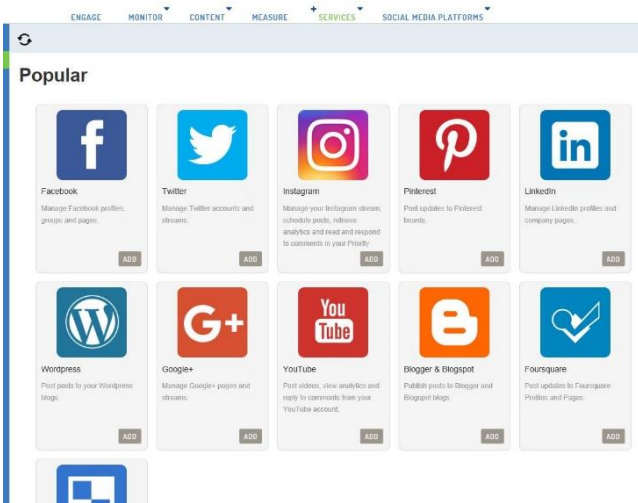 ENGAGE MONITOR CONTENT MEASURE + SERVICES SOCIAL MEDIA PLATFORMS
Popular
Facebook
Manage Facebook profiles,
groups and pages.
ADD
Twitter
Manage Twitter accounts and
streams.
ADD
Instagram
Manage your Instagram stream,
schedule posts, retrieve
analytics and read and respond
to comments in your Priority
ADD
Pinterest
Post updates to Pinterest
boards.
ADD
LinkedIn
Manage LinkedIn profiles and
company pages.
ADD
Wordpress
Post posts to your Wordpress
blogs.
ADD
G+
Google+
Manage Google+ pages and
streams.
ADD
You
Tube
YouTube
Post videos, view analytics and
reply to comments from your
YouTube account.
ADD
Blogger & Blogspot
Publish posts to Blogger and
Blogspot blogs.
ADD
Foursquare
Post updates to Foursquare
Profiles and Pages.
ADD